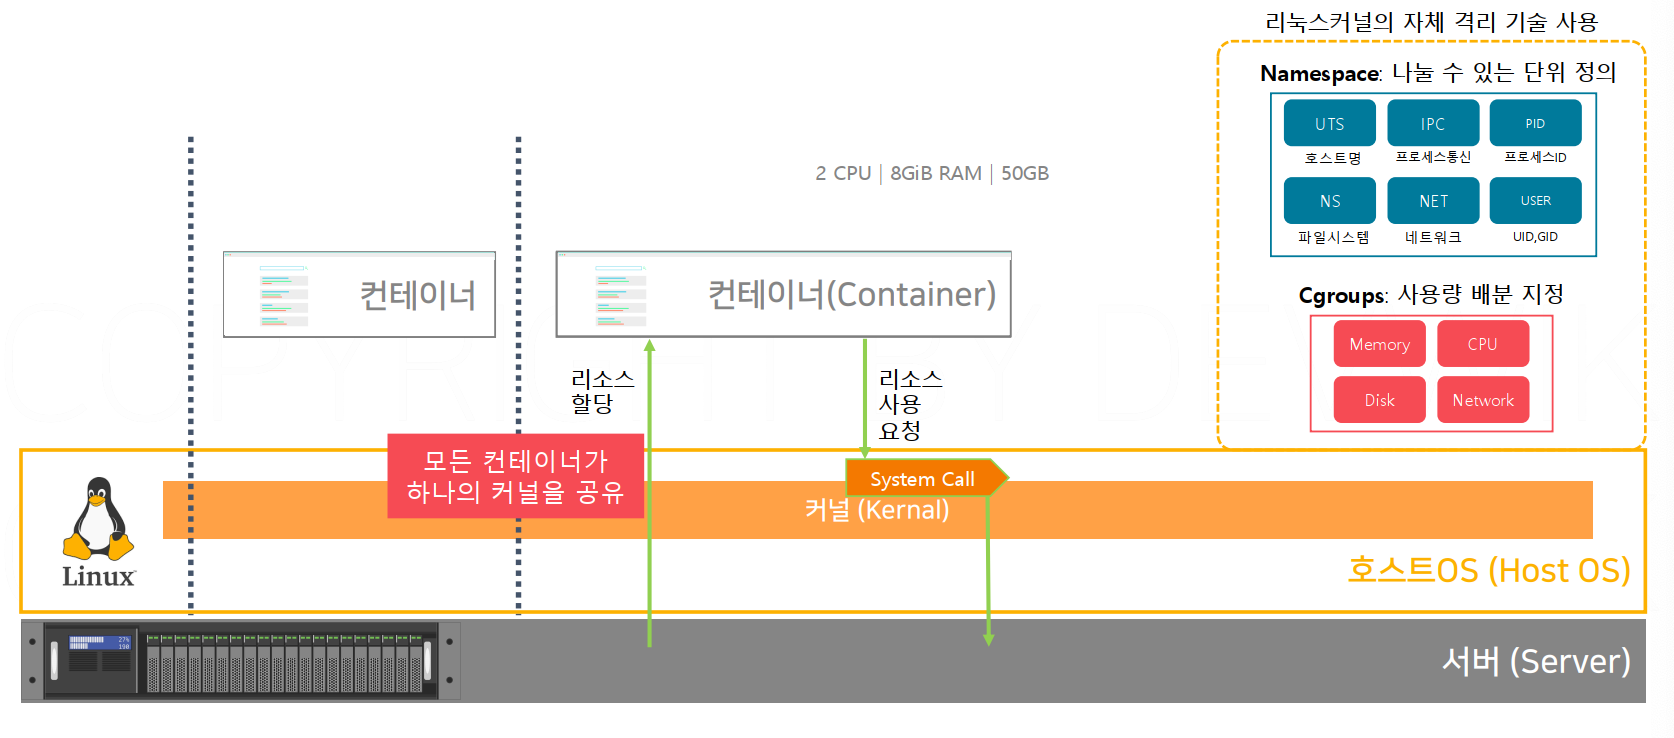 리눅스커널의 자체 격리 기술 사용
Namespace: 나눌 수 있는 단위 정의
UTS
IPC
PID
호스트명
프로세스통신
프로세스ID
NS
NET
USER
파일시스템
네트워크
UID,GID
Cgroups: 사용량 배분 지정
Memory
CPU
Disk
Network
2 CPU | 8GiB RAM | 50GB
컨테이너
컨테이너(Container)
리소스
할당
리소스
사용
요청
모든 컨테이너가
하나의 커널을 공유
System Call
커널 (Kernal)
Linux
호스트OS (Host OS)
27%
190
서버 (Server)